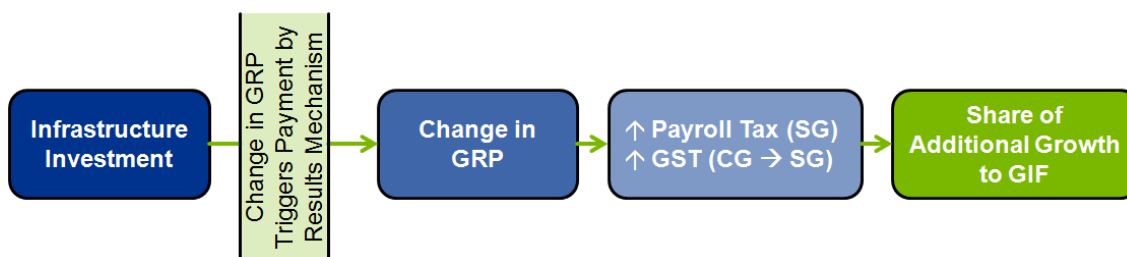 Infrastructure
Investment
Change in GRP
Triggers Payment by
Results Mechanism
Change in
GRP
↑ Payroll Tax (SG)
↑ GST (CG → SG)
Share of
Additional Growth
to GIF